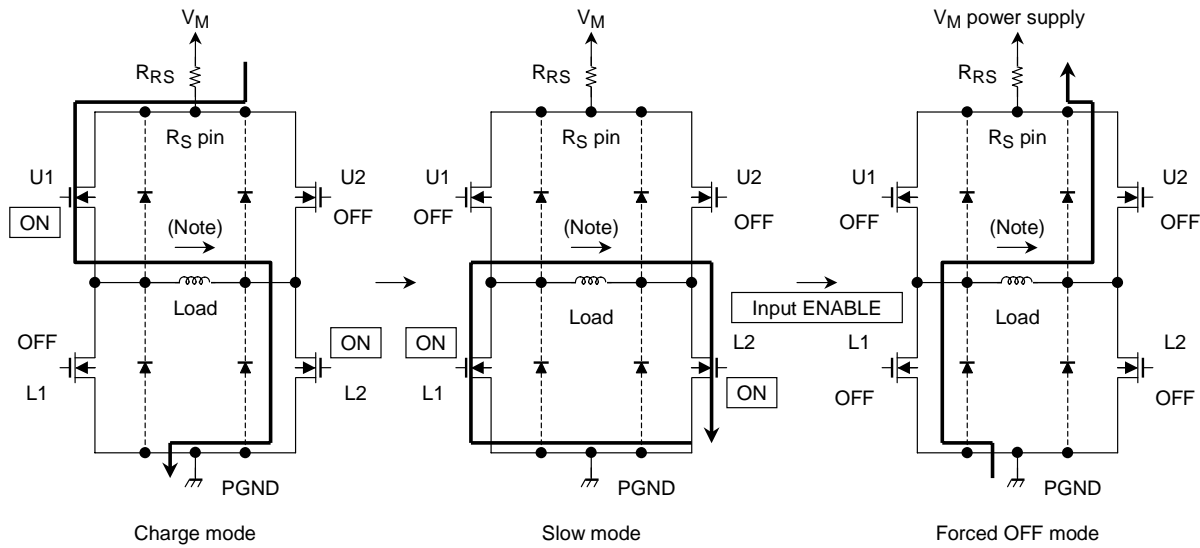 VM
RRS
RS pin
U1
ON
U2
OFF
(Note)
Load
OFF
L1
ON
L2
PGND
Charge mode
VM
RRS
RS pin
U1
OFF
U2
OFF
(Note)
Load
ON
L1
L2
ON
PGND
Slow mode
Input ENABLE
VM power supply
RRS
RS pin
U1
OFF
U2
OFF
(Note)
Load
L1
OFF
L2
OFF
PGND
Forced OFF mode